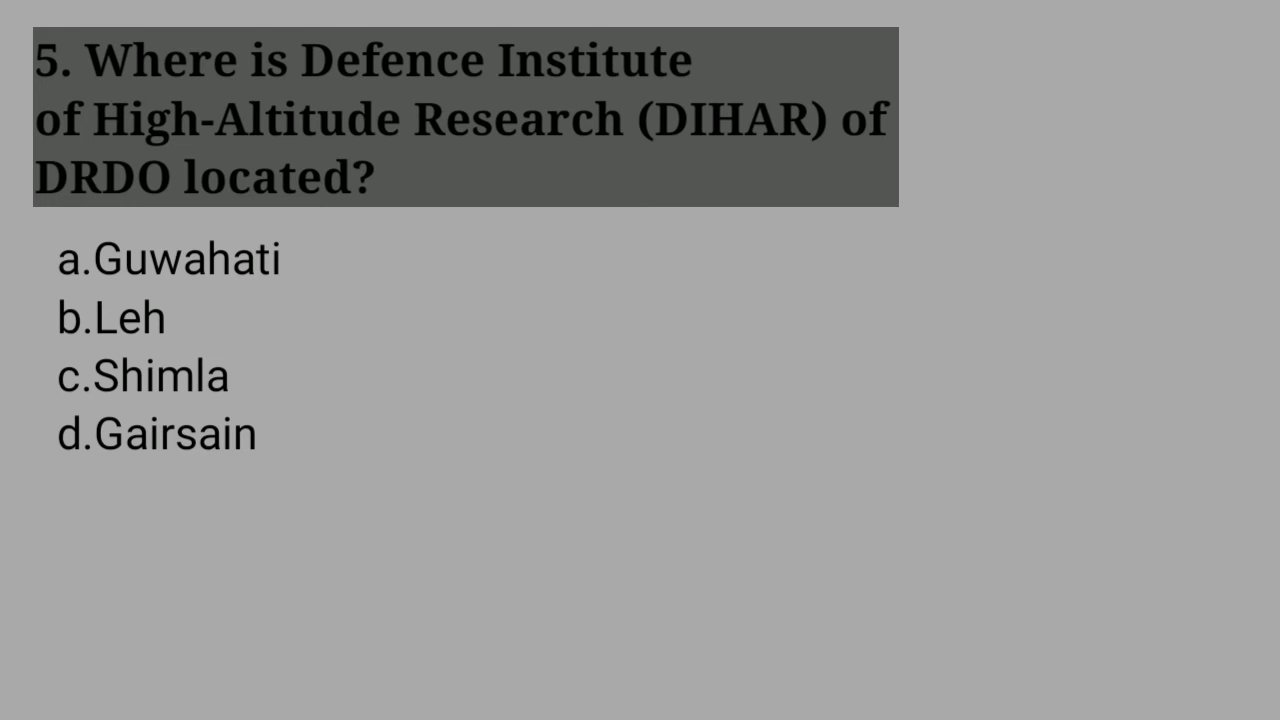 5. Where is Defence Institute
of High-Altitude Research (DIHAR) of
DRDO located?
a.Guwahati
b.Leh
c.Shimla
d.Gairsain